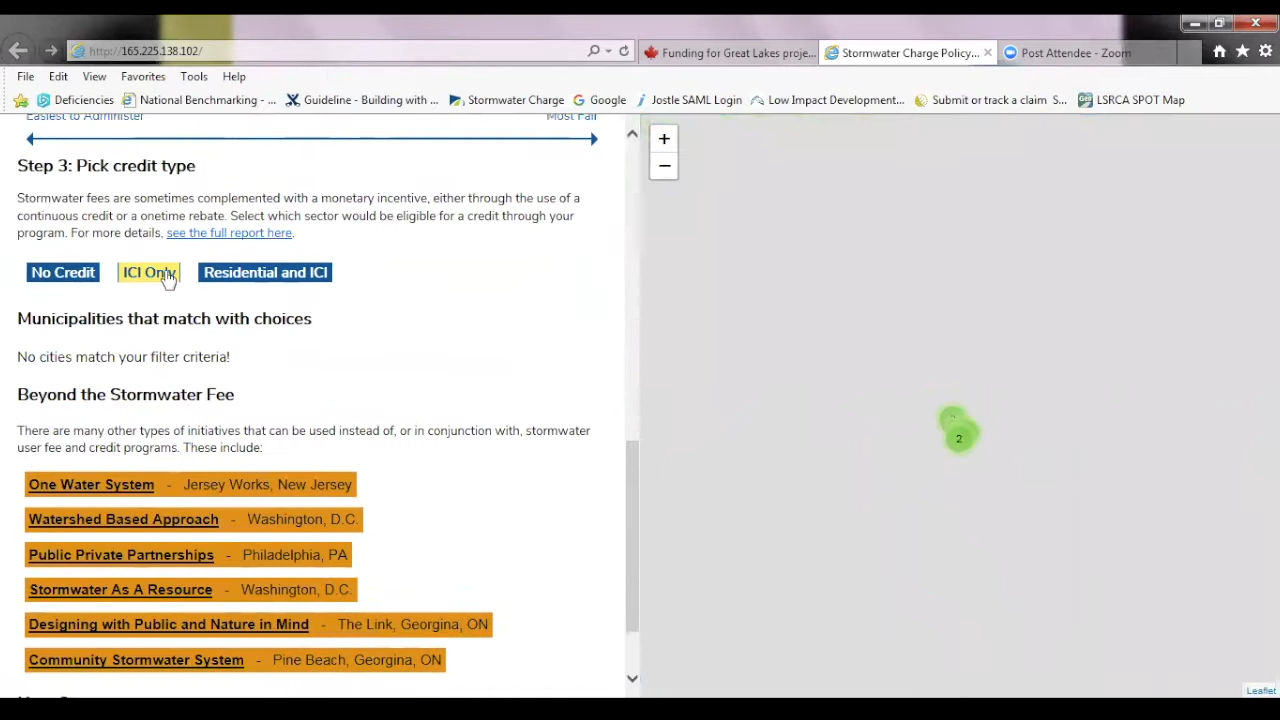 http://165.225.138.102/
Funding for Great Lakes proje...
Stormwater Charge Policy...
Post Attendee - Zoom
File Edit View Favorites Tools Help
Deficiencies
National Benchmarking - ...
Guideline - Building with ...
Stormwater Charge
Google
Jostle SAML Login
Low Impact Development...
Submit or track a claim S...
LSRCA SPOT Map
Easiest to Administer
Most Fair
Step 3: Pick credit type
Stormwater fees are sometimes complemented with a monetary incentive, either through the use of a
continuous credit or a onetime rebate. Select which sector would be eligible for a credit through your
program. For more details, see the full report here.
No Credit
ICI Only
Residential and ICI
Municipalities that match with choices
No cities match your filter criteria!
Beyond the Stormwater Fee
There are many other types of initiatives that can be used instead of, or in conjunction with, stormwater
user fee and credit programs. These include:
One Water System - Jersey Works, New Jersey
Watershed Based Approach - Washington, D.C.
Public Private Partnerships - Philadelphia, PA
Stormwater As A Resource - Washington, D.C.
Designing with Public and Nature in Mind - The Link, Georgina, ON
Community Stormwater System - Pine Beach, Georgina, ON
+
−
2
Leaflet